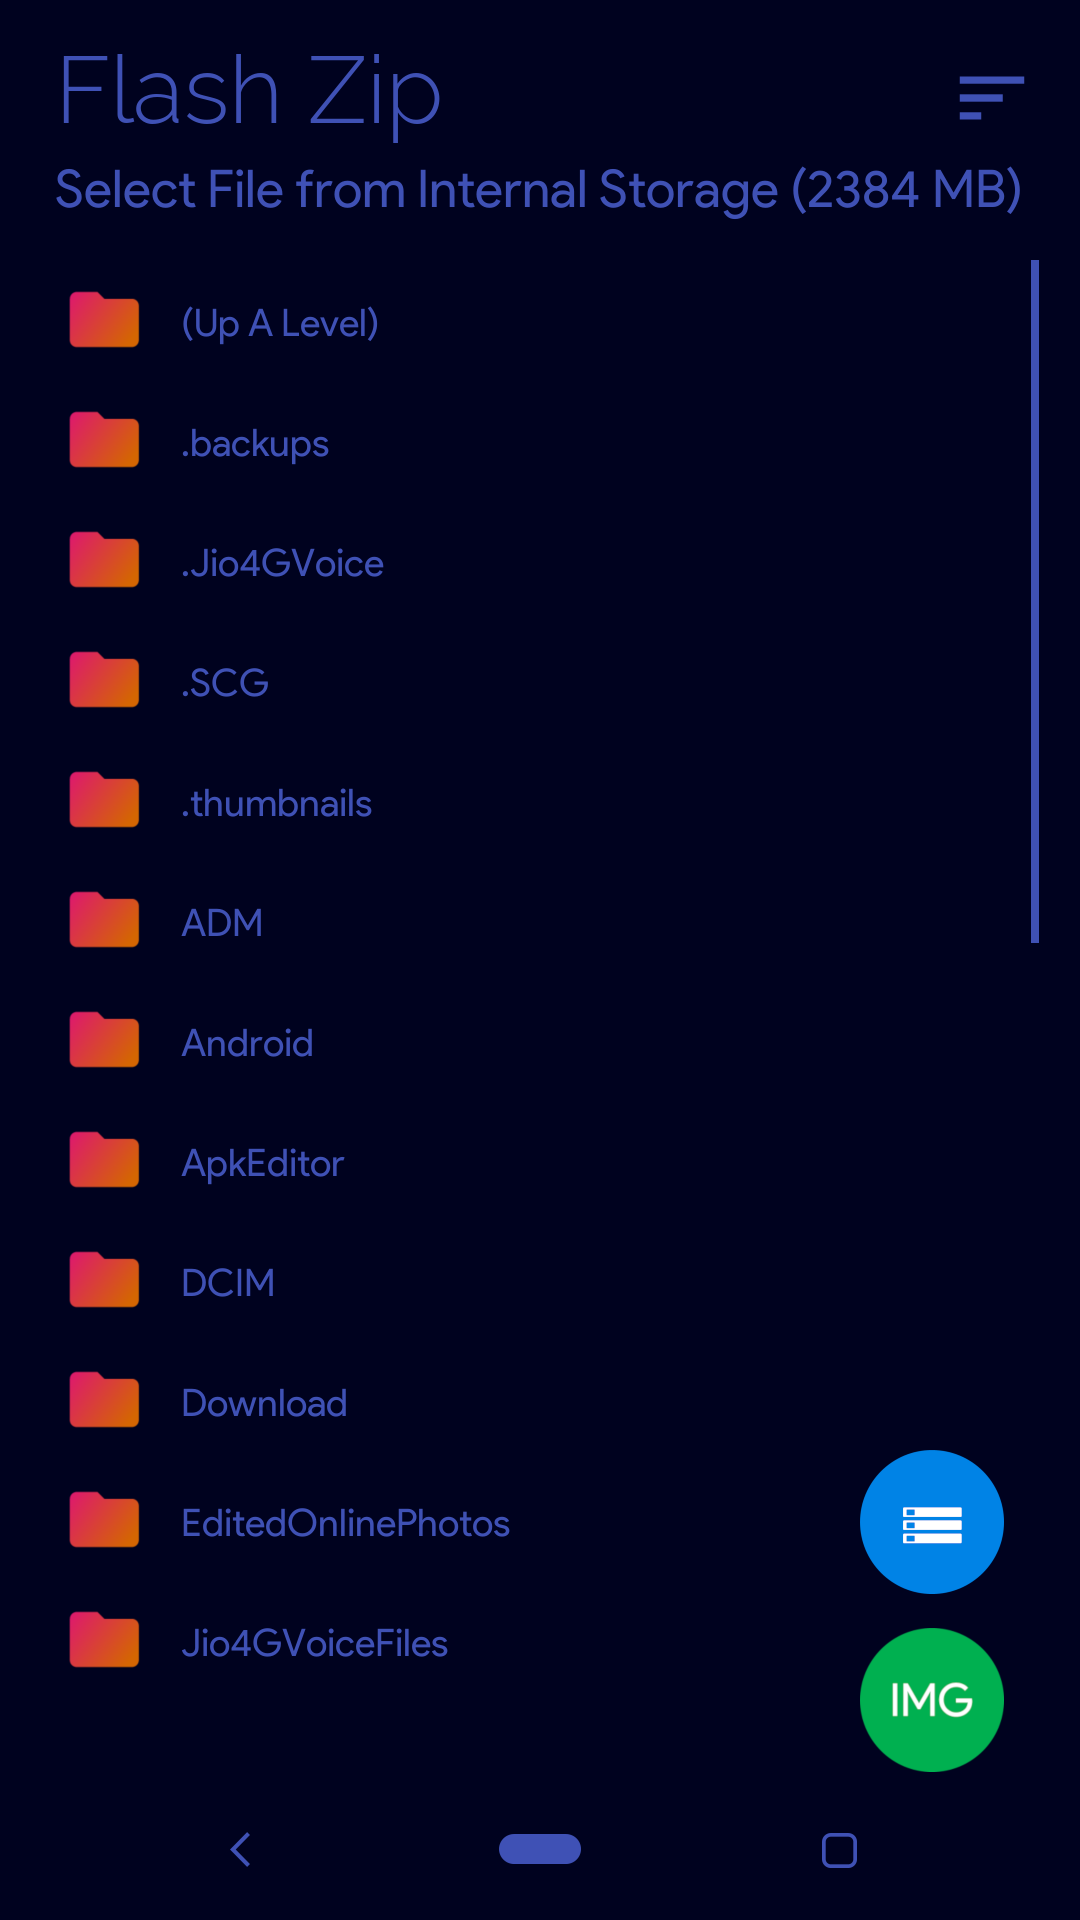 Flash Zip
Select File from Internal Storage (2384 MB)
(Up A Level)
.backups
.Jio4GVoice
.SCG
.thumbnails
ADM
Android
ApkEditor
DCIM
Download
EditedOnlinePhotos
Jio4GVoiceFiles
IMG